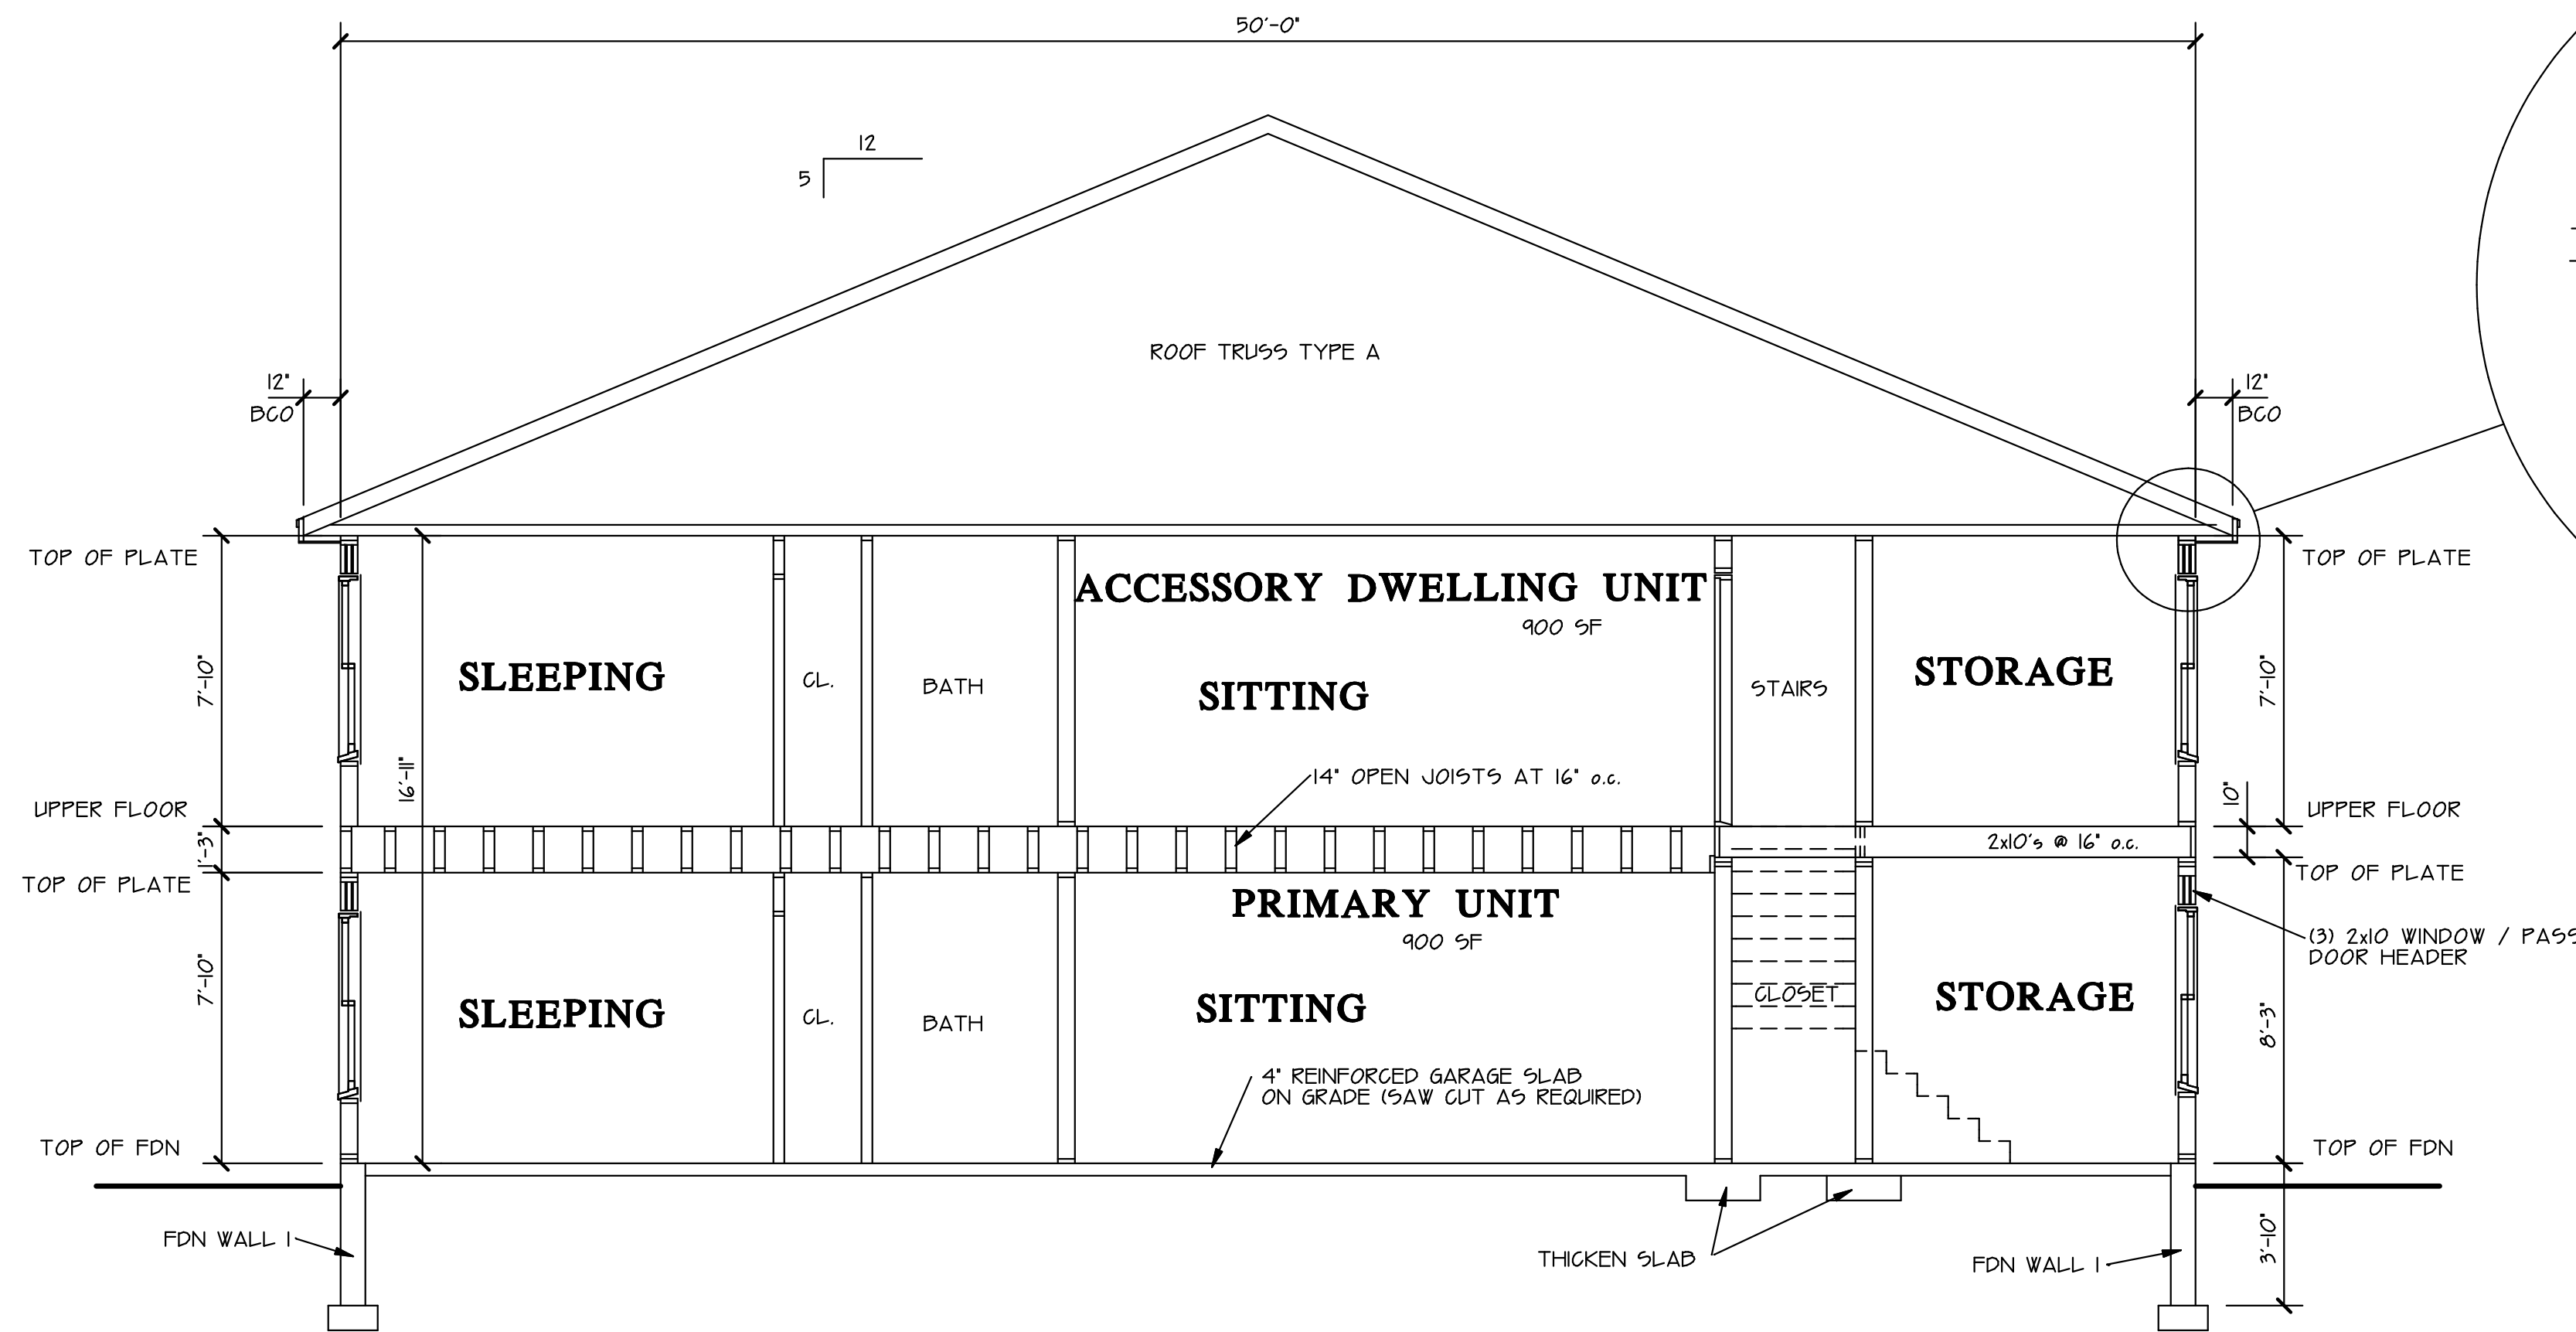 50'-0"
12
5
ROOF TRUSS TYPE A
12"
BCO
12"
BCO
TOP OF PLATE
TOP OF PLATE
ACCESSORY DWELLING UNIT
900 SF
7'-10"
SLEEPING
CL.
BATH
SITTING
STAIRS
STORAGE
7'-10"
16'-11"
14" OPEN JOISTS AT 16" o.c.
UPPER FLOOR
10"
UPPER FLOOR
1'-3"
2x10's @ 16" o.c.
TOP OF PLATE
TOP OF PLATE
PRIMARY UNIT
900 SF
(3) 2x10 WINDOW / PASS
DOOR HEADER
7'-10"
SLEEPING
CL.
BATH
SITTING
CLOSET
STORAGE
8'-3"
4" REINFORCED GARAGE SLAB
ON GRADE (SAW CUT AS REQUIRED)
TOP OF FDN
TOP OF FDN
FDN WALL 1
THICKEN SLAB
FDN WALL 1
3'-10"